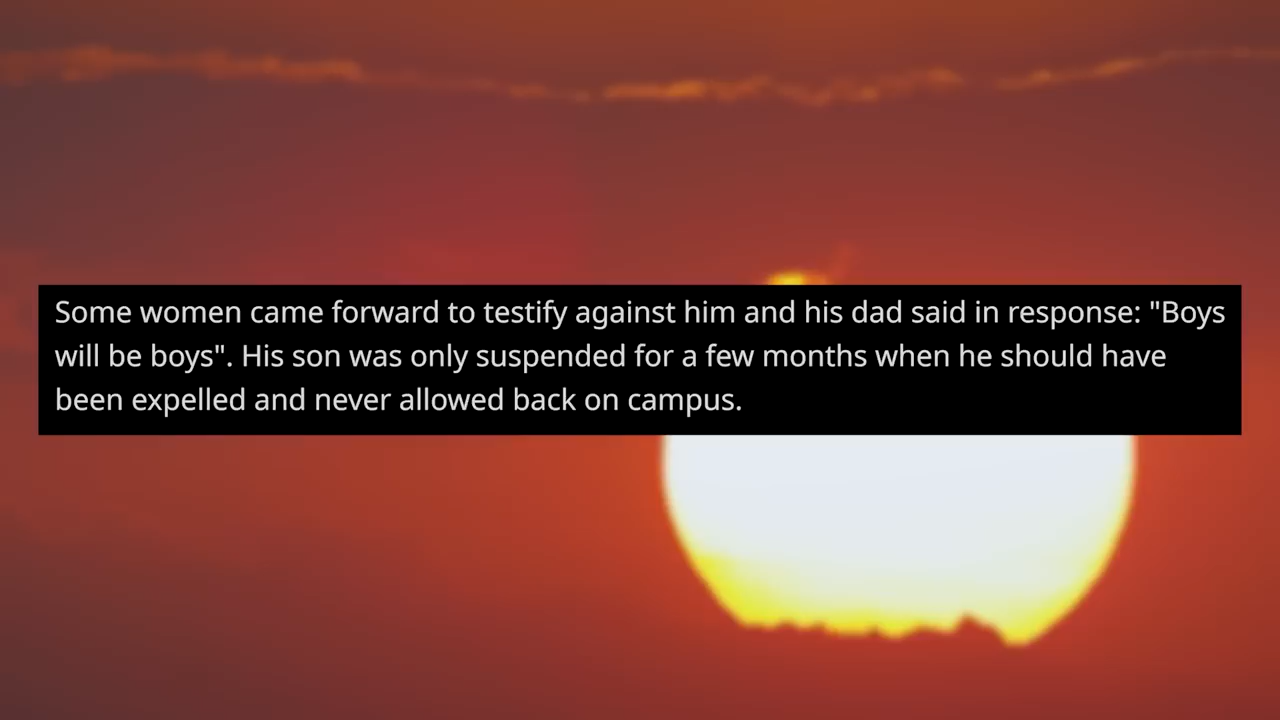 Some women came forward to testify against him and his dad said in response: "Boys
will be boys". His son was only suspended for a few months when he should have
been expelled and never allowed back on campus.